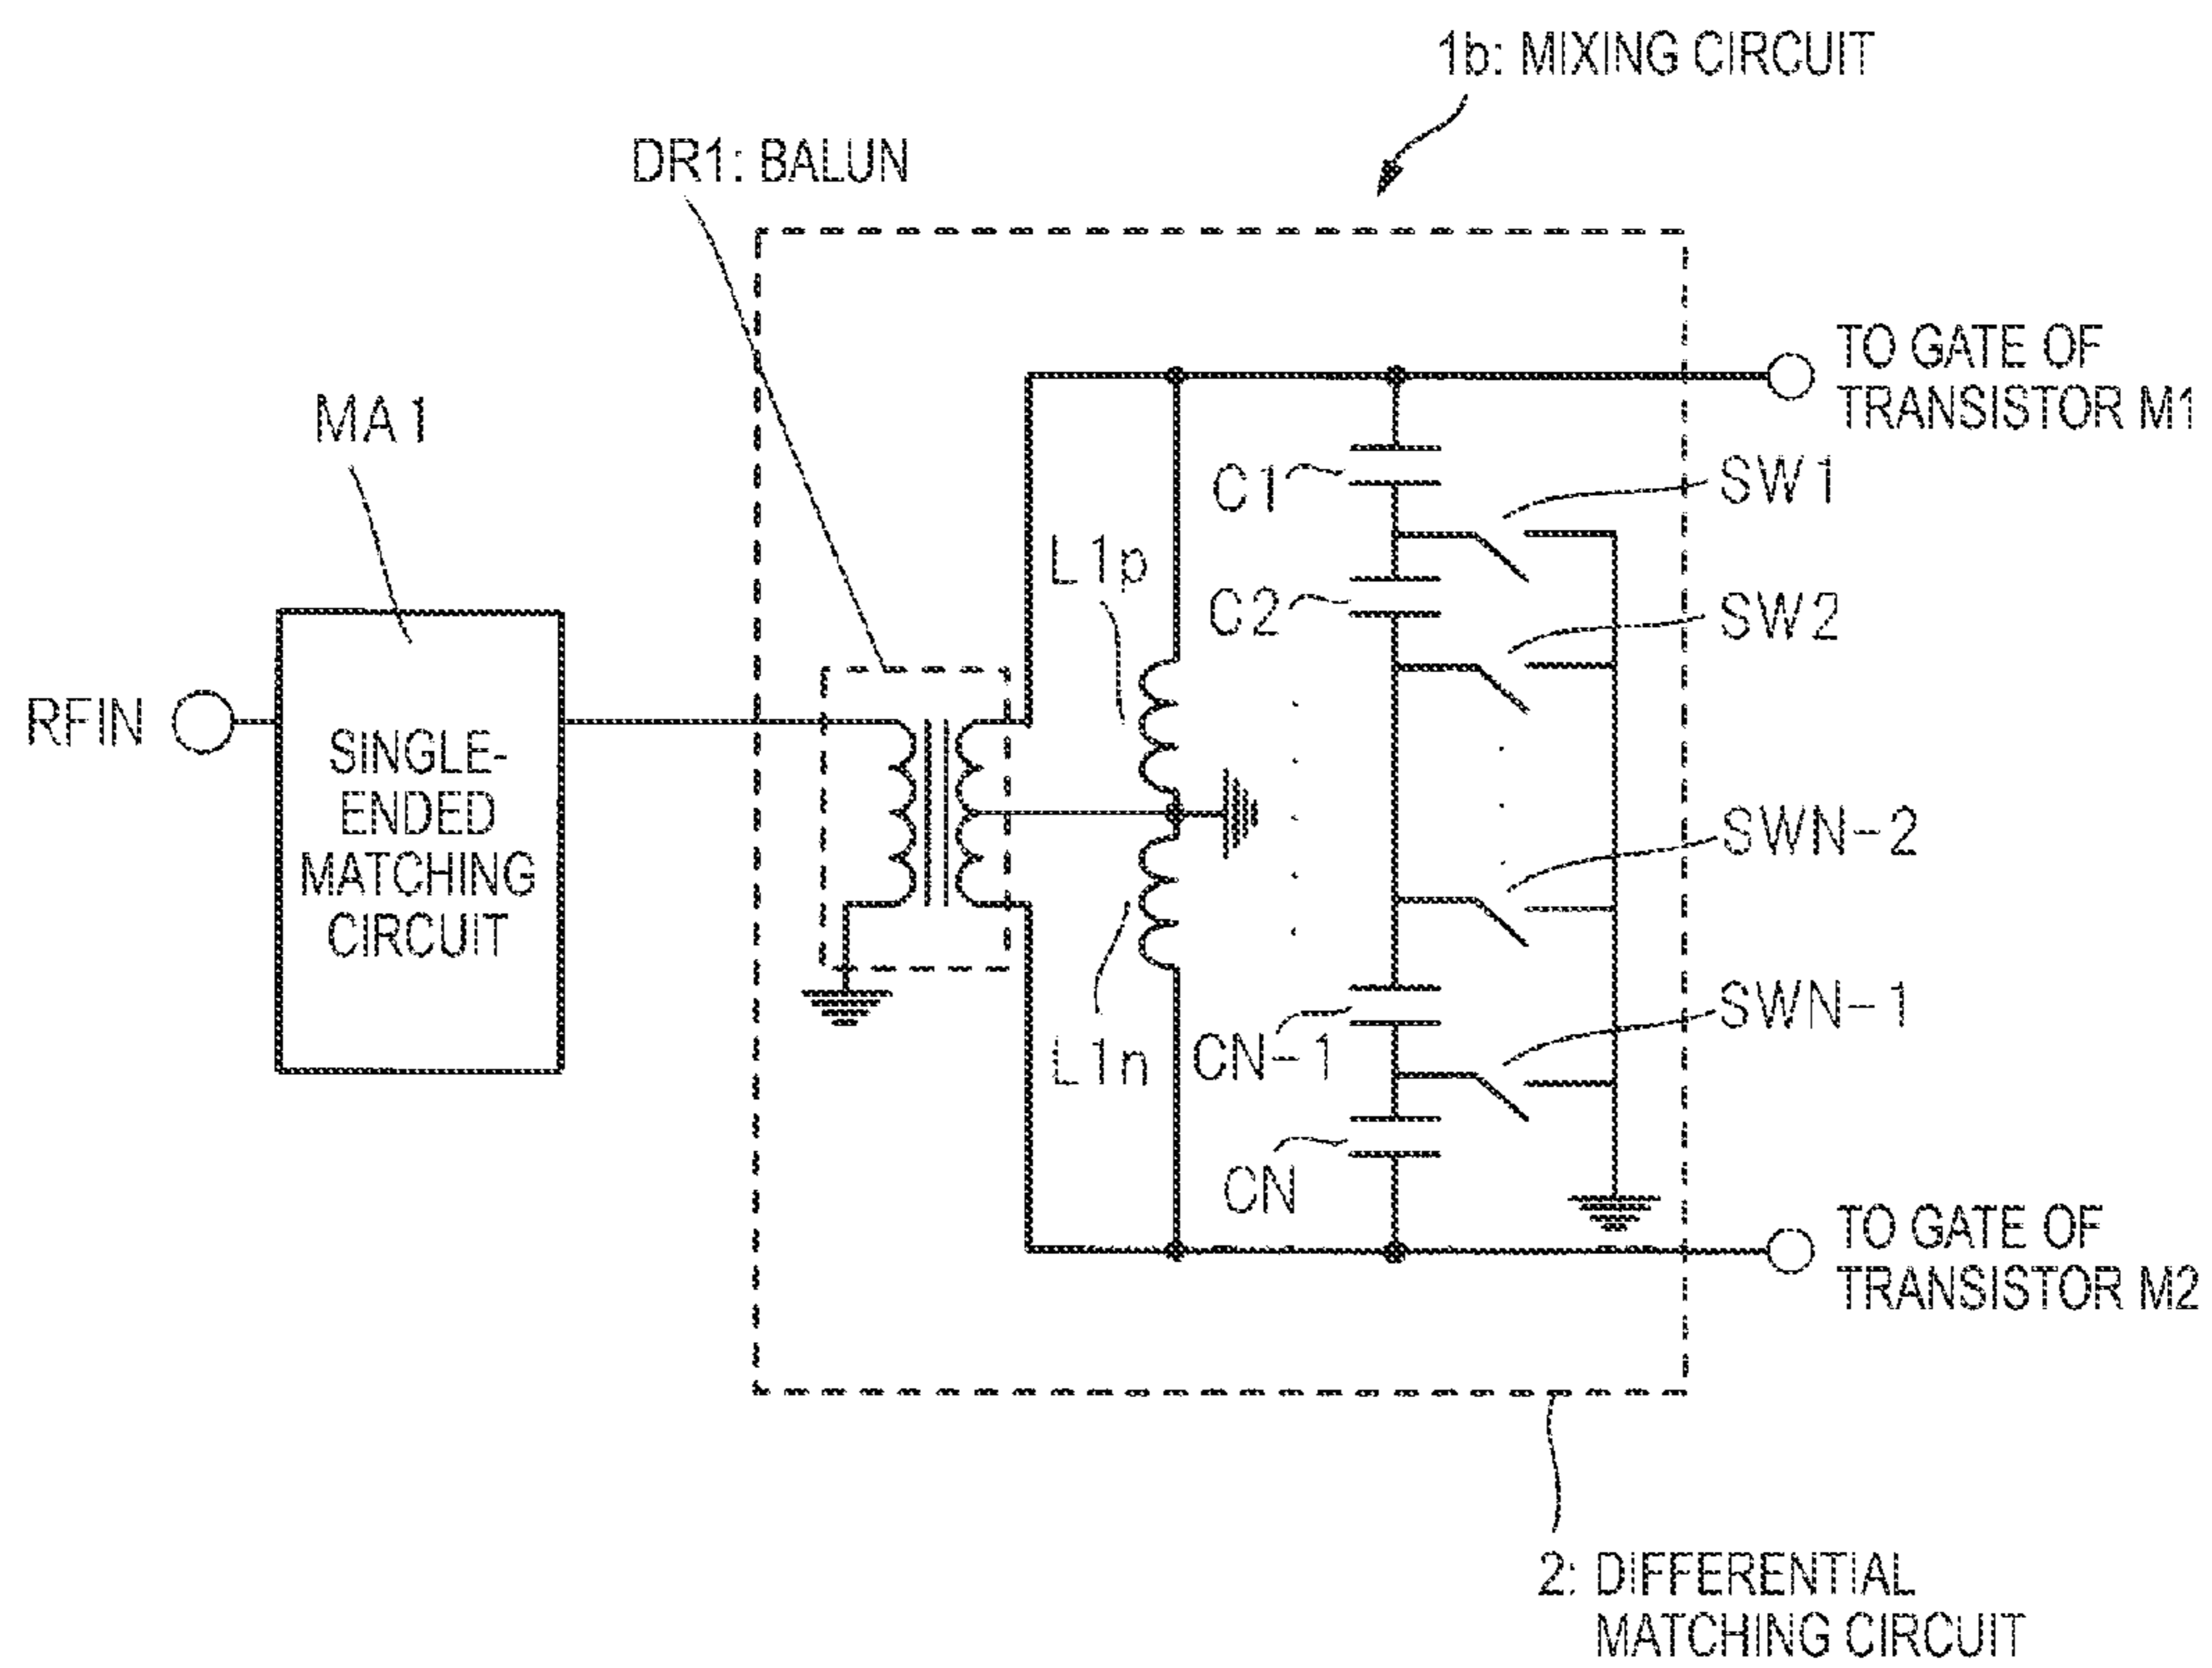 1b: MIXING CIRCUIT
DR1: BALUN
TO GATE OF
TRANSISTOR M1
MA1
C1
SW1
L1p
C2
SW2
RFIN
SINGLE-
ENDED
MATCHING
CIRCUIT
SWN-2
SWN-1
L1n
CN-1
CN
TO GATE OF
TRANSISTOR M2
2: DIFFERENTIAL
MATCHING CIRCUIT